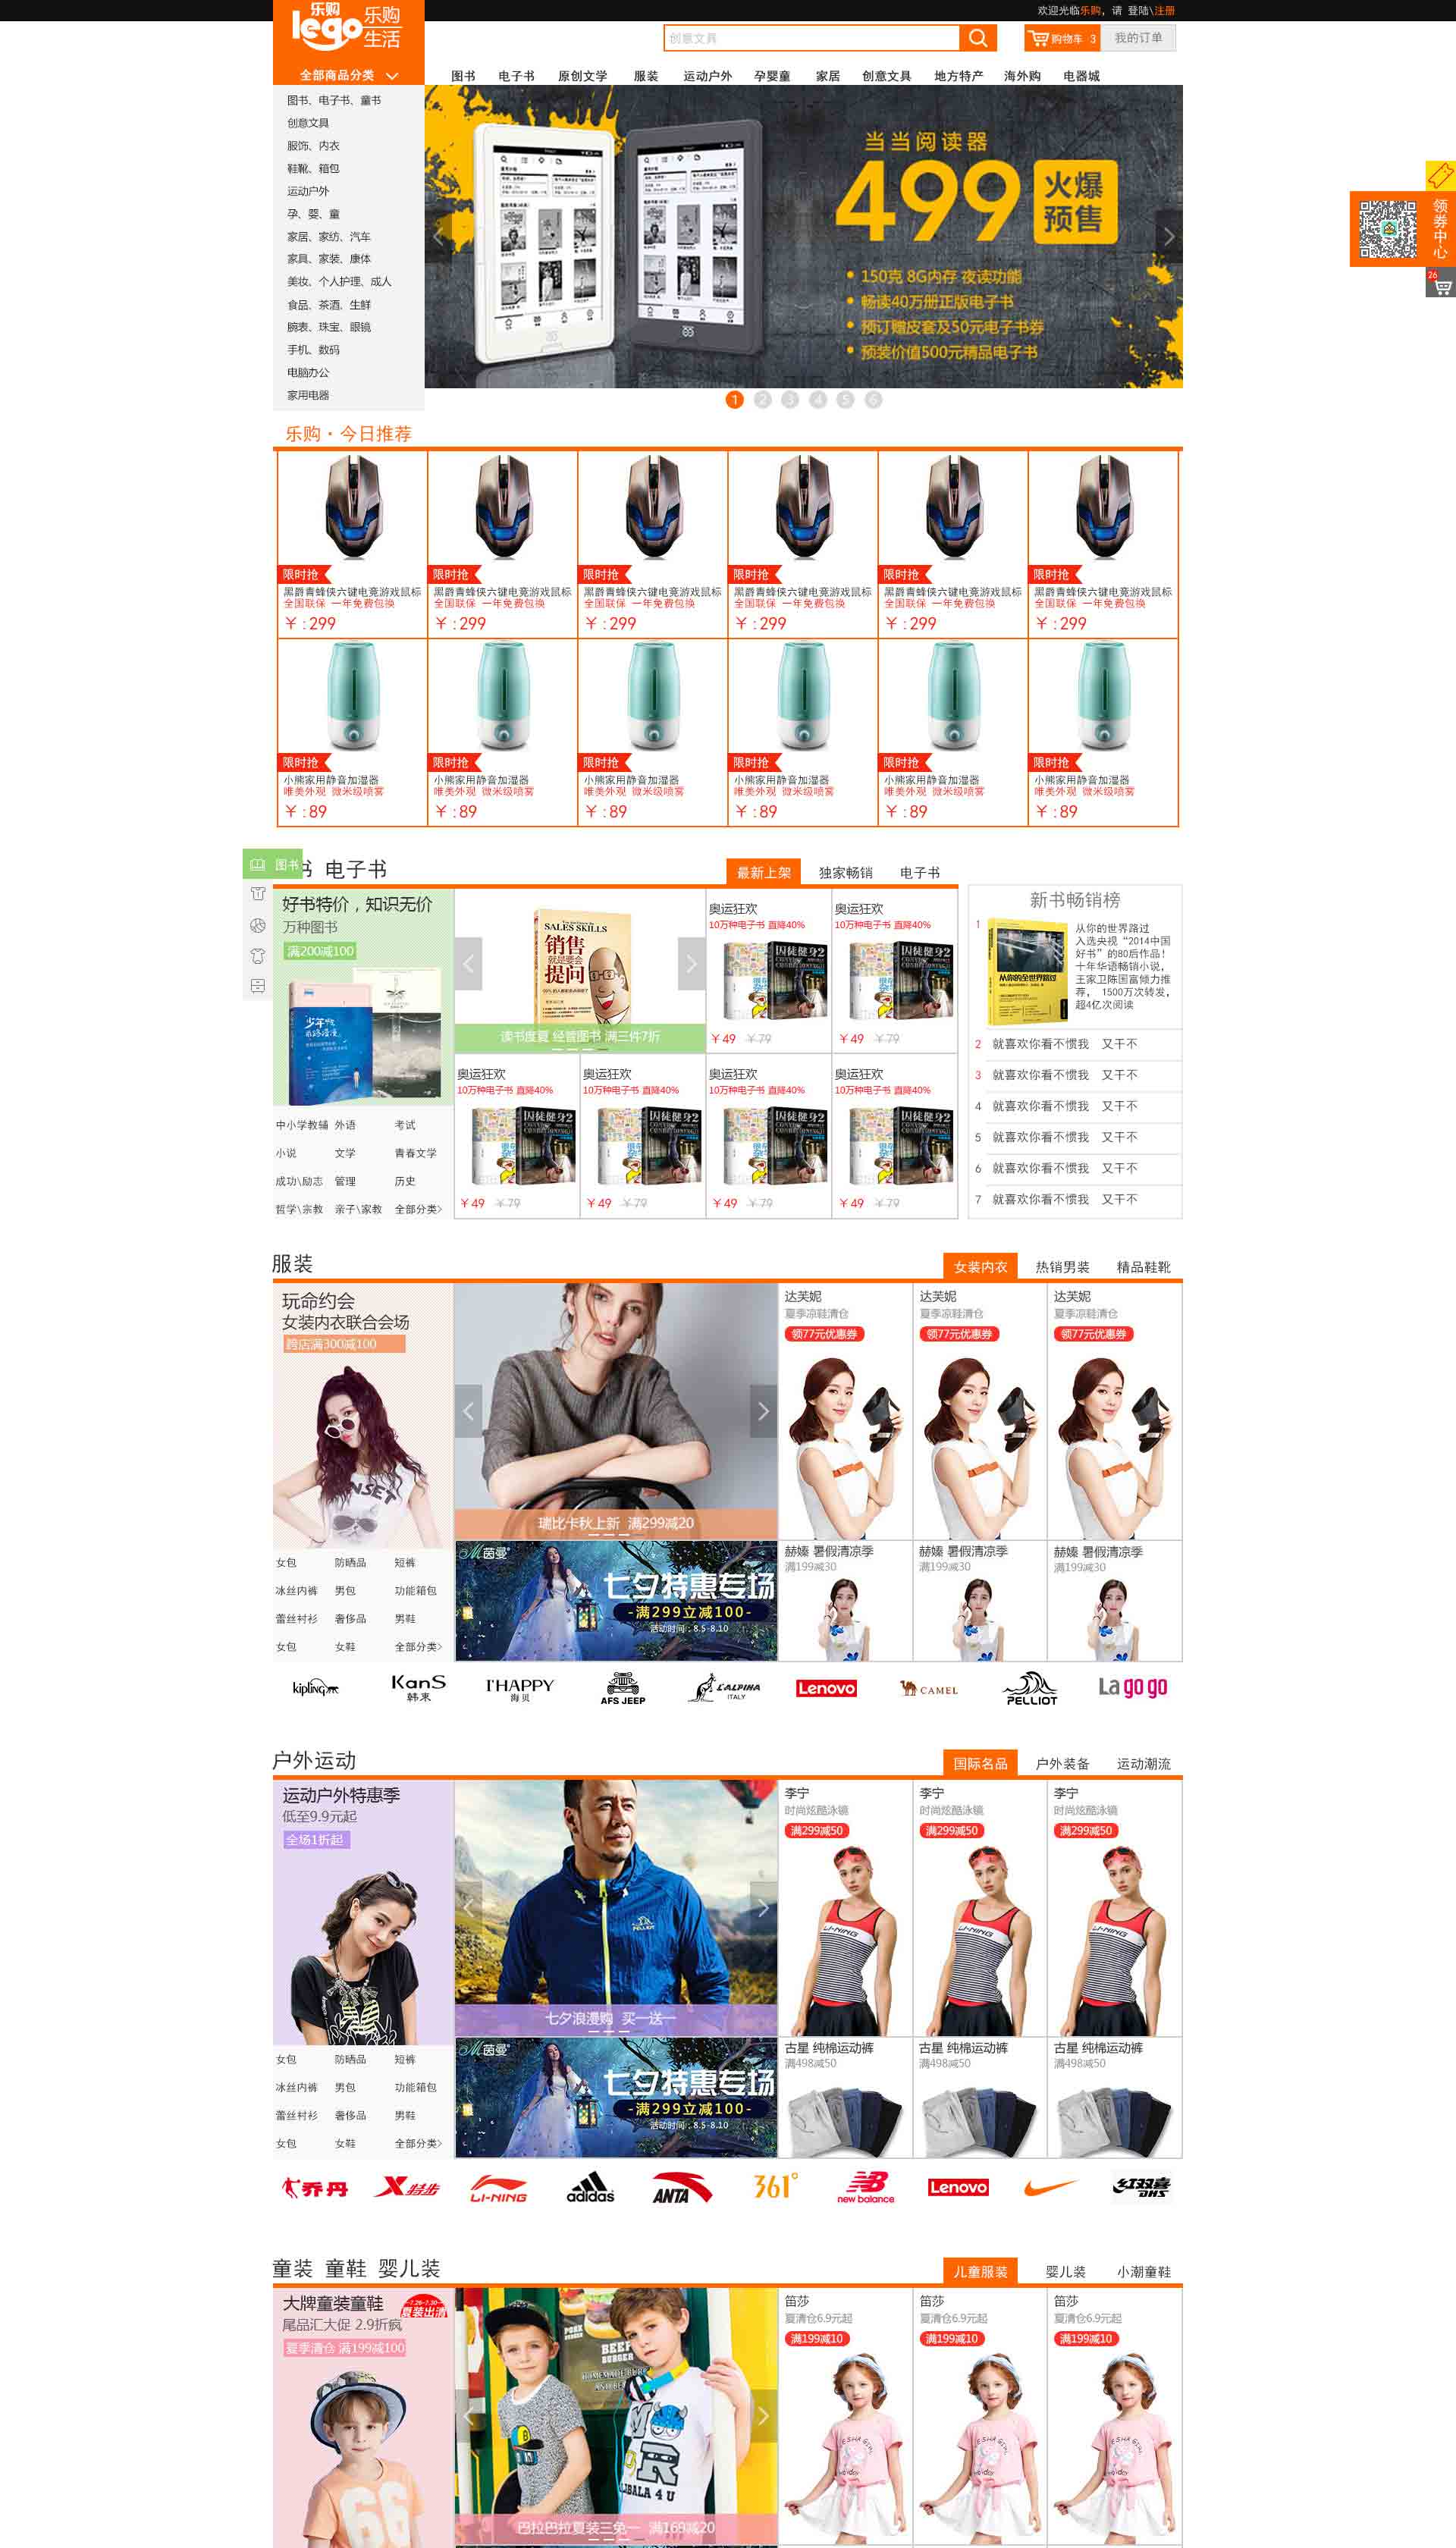 欢迎光临乐购，请 登陆\注册
乐购
lego
乐购
生活
创意文具
购物车 3
我的订单
全部商品分类
图书 电子书 原创文学 服装 运动户外 孕婴童 家居 创意文具 地方特产 海外购 电器城
图书、电子书、童书
创意文具
服饰、内衣
鞋靴、箱包
运动户外
孕、婴、童
家居、家纺、汽车
家具、家装、康体
美妆、个人护理、成人
食品、茶酒、生鲜
腕表、珠宝、眼镜
手机、数码
电脑办公
家用电器
当当阅读器
499
火爆
预售
150克 8G内存 夜读功能
畅读40万册正版电子书
预订赠皮套及50元电子书券
预装价值500元精品电子书
1 2 3 4 5 6
领券中心
26
乐购·今日推荐
限时抢 限时抢 限时抢 限时抢 限时抢 限时抢
黑爵青蜂侠六键电竞游戏鼠标 黑爵青蜂侠六键电竞游戏鼠标 黑爵青蜂侠六键电竞游戏鼠标 黑爵青蜂侠六键电竞游戏鼠标 黑爵青蜂侠六键电竞游戏鼠标 黑爵青蜂侠六键电竞游戏鼠标
全国联保 一年免费包换 全国联保 一年免费包换 全国联保 一年免费包换 全国联保 一年免费包换 全国联保 一年免费包换 全国联保 一年免费包换
￥:299 ￥:299 ￥:299 ￥:299 ￥:299 ￥:299
限时抢 限时抢 限时抢 限时抢 限时抢 限时抢
小熊家用静音加湿器 小熊家用静音加湿器 小熊家用静音加湿器 小熊家用静音加湿器 小熊家用静音加湿器 小熊家用静音加湿器
唯美外观 微米级喷雾 唯美外观 微米级喷雾 唯美外观 微米级喷雾 唯美外观 微米级喷雾 唯美外观 微米级喷雾 唯美外观 微米级喷雾
￥:89 ￥:89 ￥:89 ￥:89 ￥:89 ￥:89
图书
书 电子书
最新上架 独家畅销 电子书
好书特价，知识无价
万种图书
满200减100
SALES SKILLS
销售
就是要会
提问
读书度夏 经管图书 满三件7折
奥运狂欢 奥运狂欢
10万种电子书 直降40% 10万种电子书 直降40%
囚徒健身2 囚徒健身2
￥49 ￥79 ￥49 ￥79
奥运狂欢 奥运狂欢 奥运狂欢 奥运狂欢
10万种电子书 直降40% 10万种电子书 直降40% 10万种电子书 直降40% 10万种电子书 直降40%
囚徒健身2 囚徒健身2 囚徒健身2 囚徒健身2
￥49 ￥79 ￥49 ￥79 ￥49 ￥79 ￥49 ￥79
中小学教辅 外语 考试
小说 文学 青春文学
成功\励志 管理 历史
哲学\宗教 亲子\家教 全部分类>
新书畅销榜
1
从你的全世界路过
从你的世界路过
入选央视“2014中国
好书”的80后作品！
十年华语畅销小说，
王家卫陈国富倾力推
荐， 1500万次转发，
超4亿次阅读
2 就喜欢你看不惯我 又干不
3 就喜欢你看不惯我 又干不
4 就喜欢你看不惯我 又干不
5 就喜欢你看不惯我 又干不
6 就喜欢你看不惯我 又干不
7 就喜欢你看不惯我 又干不
服装
女装内衣 热销男装 精品鞋靴
玩命约会
女装内衣联合会场
跨店满300减100
瑞比卡秋上新 满299减20
达芙妮 达芙妮 达芙妮
夏季凉鞋清仓 夏季凉鞋清仓 夏季凉鞋清仓
领77元优惠券 领77元优惠券 领77元优惠券
女包 防晒品 短裤
冰丝内裤 男包 功能箱包
蕾丝衬衫 奢侈品 男鞋
女包 女鞋 全部分类>
茵曼
七夕特惠专场
-满299立减100-
活动时间：8.5-8.10
赫嫀 暑假清凉季 赫嫀 暑假清凉季 赫嫀 暑假清凉季
满199减30 满199减30 满199减30
kipling
KanS
韩束
I'HAPPY
海贝
AFS JEEP
L'ALPINA
ITALY
Lenovo
CAMEL
PELLIOT
La go go
户外运动
国际名品 户外装备 运动潮流
运动户外特惠季
低至9.9元起
全场1折起
PELLIOT
七夕浪漫购 买一送一
李宁 李宁 李宁
时尚炫酷泳镜 时尚炫酷泳镜 时尚炫酷泳镜
满299减50 满299减50 满299减50
LI-NING LI-NING LI-NING
女包 防晒品 短裤
冰丝内裤 男包 功能箱包
蕾丝衬衫 奢侈品 男鞋
女包 女鞋 全部分类>
茵曼
七夕特惠专场
-满299立减100-
活动时间：8.5-8.10
古星 纯棉运动裤 古星 纯棉运动裤 古星 纯棉运动裤
满498减50 满498减50 满498减50
乔丹
特步
LI-NING
adidas
ANTA
361°
new balance
Lenovo
红双喜
DHS
童装 童鞋 婴儿装
儿童服装 婴儿装 小潮童鞋
大牌童装童鞋
夏装出清
尾品汇大促 2.9折疯
夏季清仓 满199减100
66
PORK
BURGER
BEEF
BURGER
BALA 4 U
巴拉巴拉夏装三免一 满169减20
笛莎 笛莎 笛莎
夏清仓6.9元起 夏清仓6.9元起 夏清仓6.9元起
满199减10 满199减10 满199减10